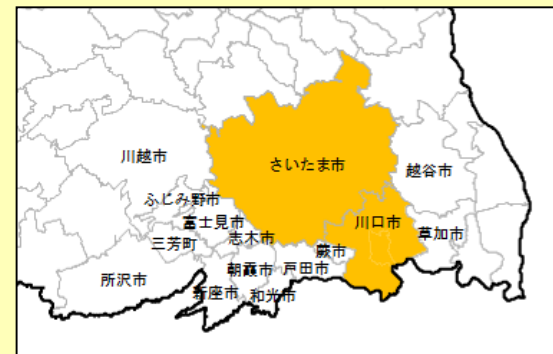 川越市
さいたま市
越谷市
ふじみ野市
富士見市
川口市
草加市
三芳町
志木市
蕨市
所沢市
朝霞市
戸田市
新座市
和光市